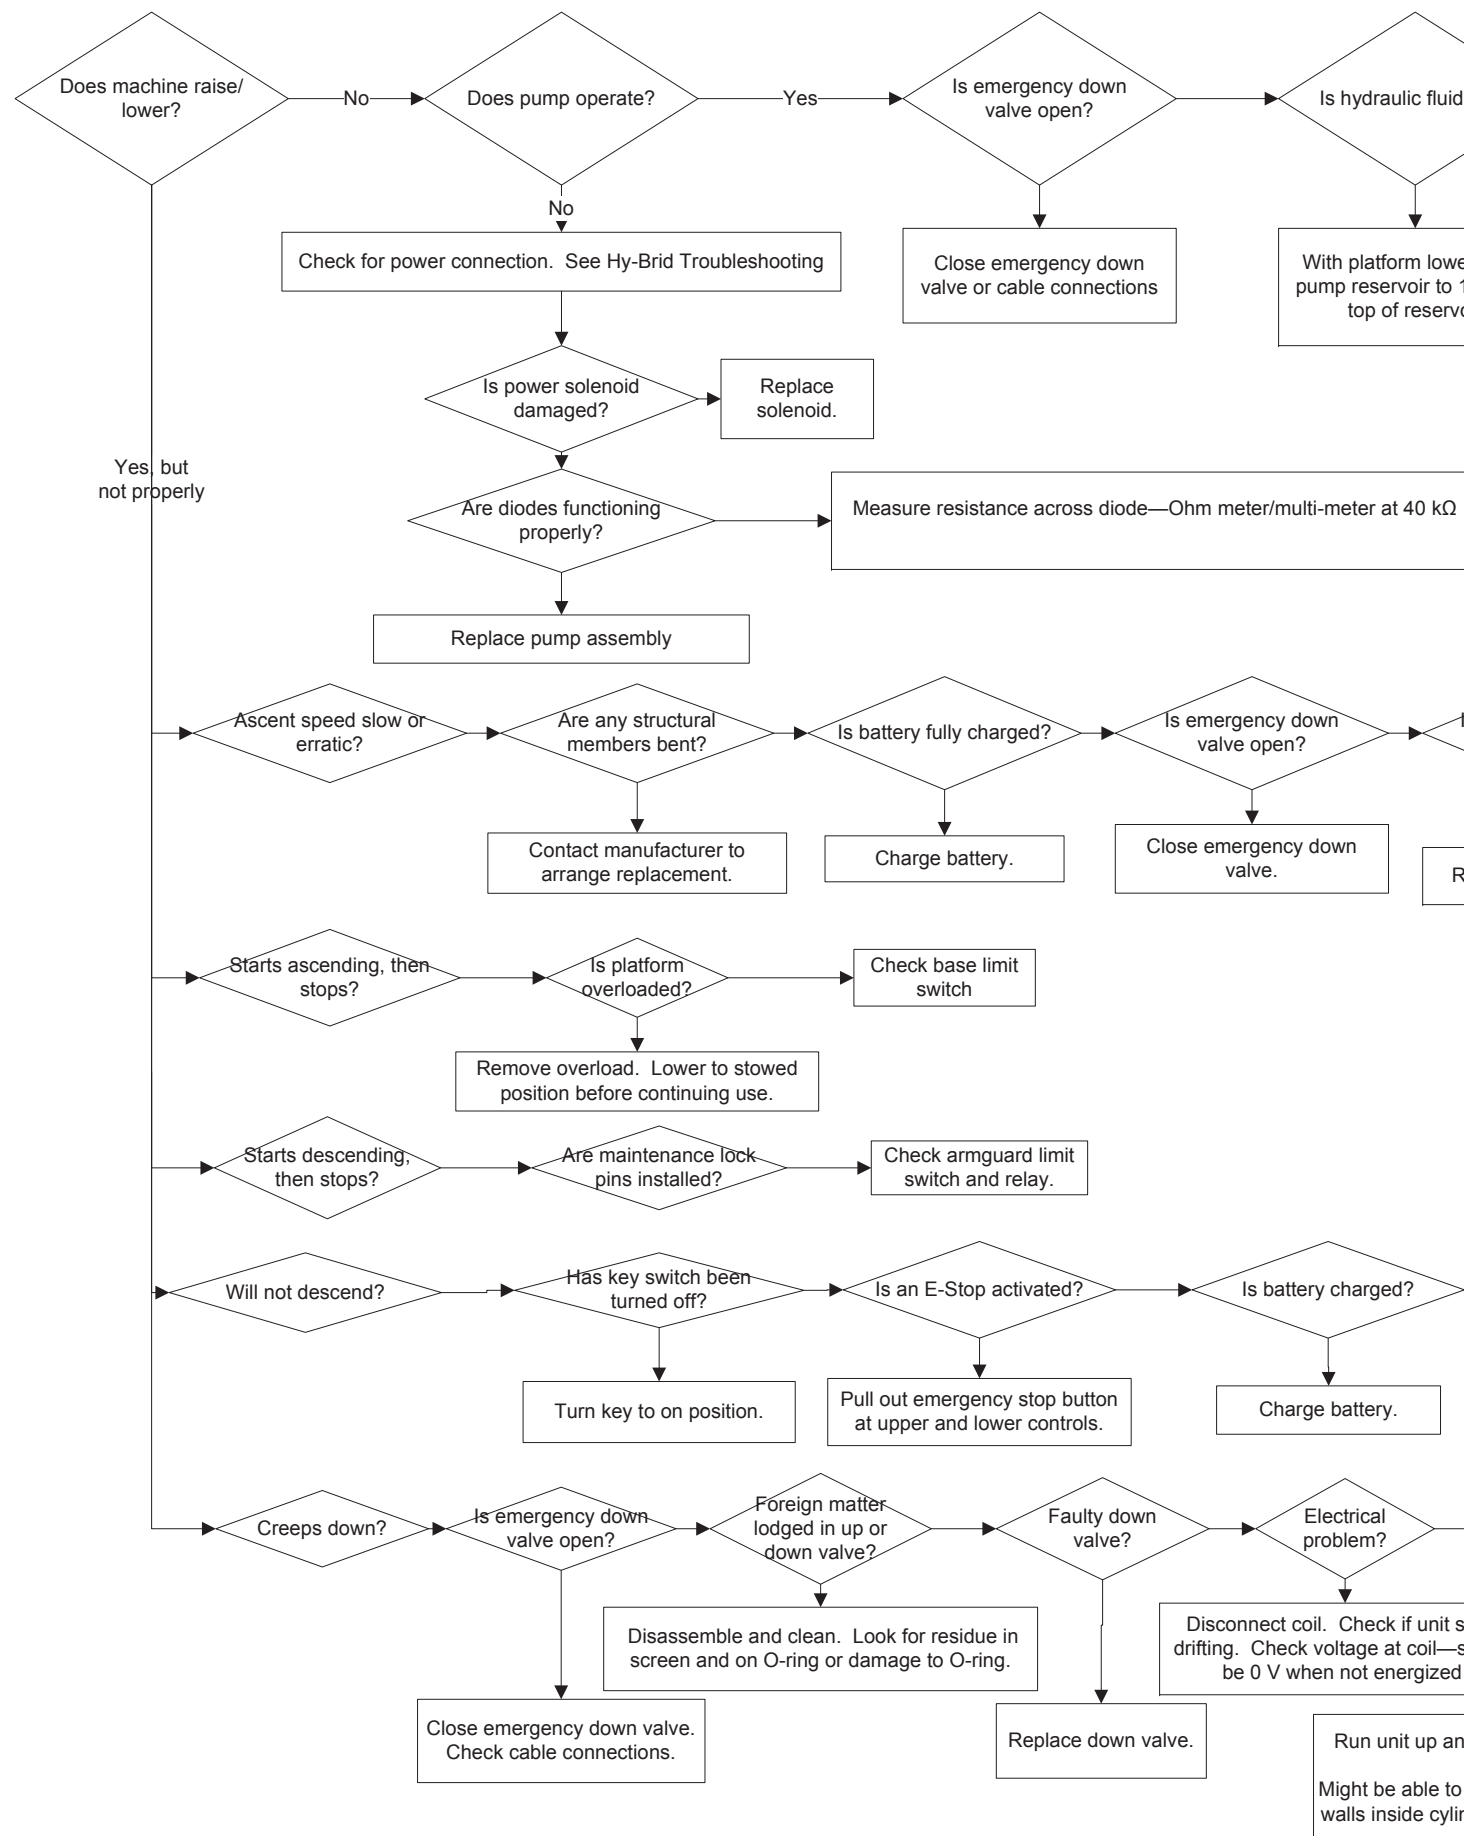 Does machine raise/
lower?
No
Does pump operate?
Yes
Is emergency down
valve open?
Is hydraulic fluid
No
Check for power connection.  See Hy-Brid Troubleshooting
Close emergency down
valve or cable connections
With platform
pump reservoir to
top of
Is power solenoid
damaged?
Replace
solenoid.
Yes, but
not properly
Are diodes functioning
properly?
Measure resistance across diode—Ohm meter/multi-meter at 40 kΩ
Replace pump assembly
Ascent speed slow or
erratic?
Are any structural
members bent?
Is battery fully charged?
Is emergency down
valve open?
Contact manufacturer to
arrange replacement.
Charge battery.
Close emergency down
valve.
Starts ascending, then
stops?
Is platform
overloaded?
Check base limit
switch
Remove overload.  Lower to stowed
position before continuing use.
Starts descending,
then stops?
Are maintenance lock
pins installed?
Check armguard limit
switch and relay.
Will not descend?
Has key switch been
turned off?
Is an E-Stop activated?
Is battery charged?
Turn key to on position.
Pull out emergency stop button
at upper and lower controls.
Charge battery.
Creeps down?
Is emergency down
valve open?
Foreign matter
lodged in up or
down valve?
Faulty down
valve?
Electrical
problem?
Disassemble and clean.  Look for residue in
screen and on O-ring or damage to O-ring.
Disconnect coil.  Check if unit
drifting.  Check voltage at coil—
be 0 V when not energized
Close emergency down valve.
Check cable connections.
Replace down valve.
Run unit up
Might be able to
walls inside